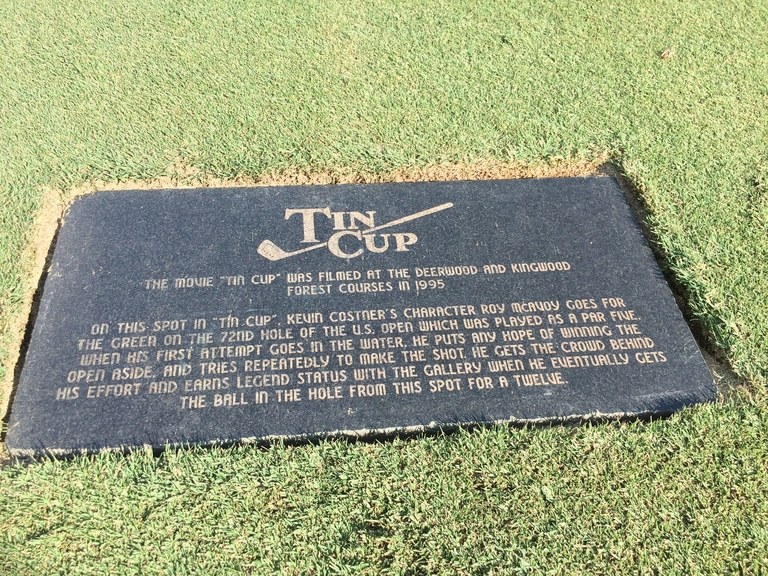 TIN
CUP
THE MOVIE "TIN CUP" WAS FILMED AT THE DEERWOOD AND KINGWOOD
FOREST COURSES IN 1995
ON THIS SPOT IN "TIN CUP", KEVIN COSTNER'S CHARACTER ROY MCAVOY GOES FOR
THE GREEN ON THE 72ND HOLE OF THE U.S. OPEN WHICH WAS PLAYED AS A PAR FIVE.
WHEN HIS FIRST ATTEMPT GOES IN THE WATER, HE PUTS ANY HOPE OF WINNING THE
OPEN ASIDE, AND TRIES REPEATEDLY TO MAKE THE SHOT. HE GETS THE CROWD BEHIND
HIS EFFORT AND EARNS LEGEND STATUS WITH THE GALLERY WHEN HE EVENTUALLY GETS
THE BALL IN THE HOLE FROM THIS SPOT FOR A TWELVE.